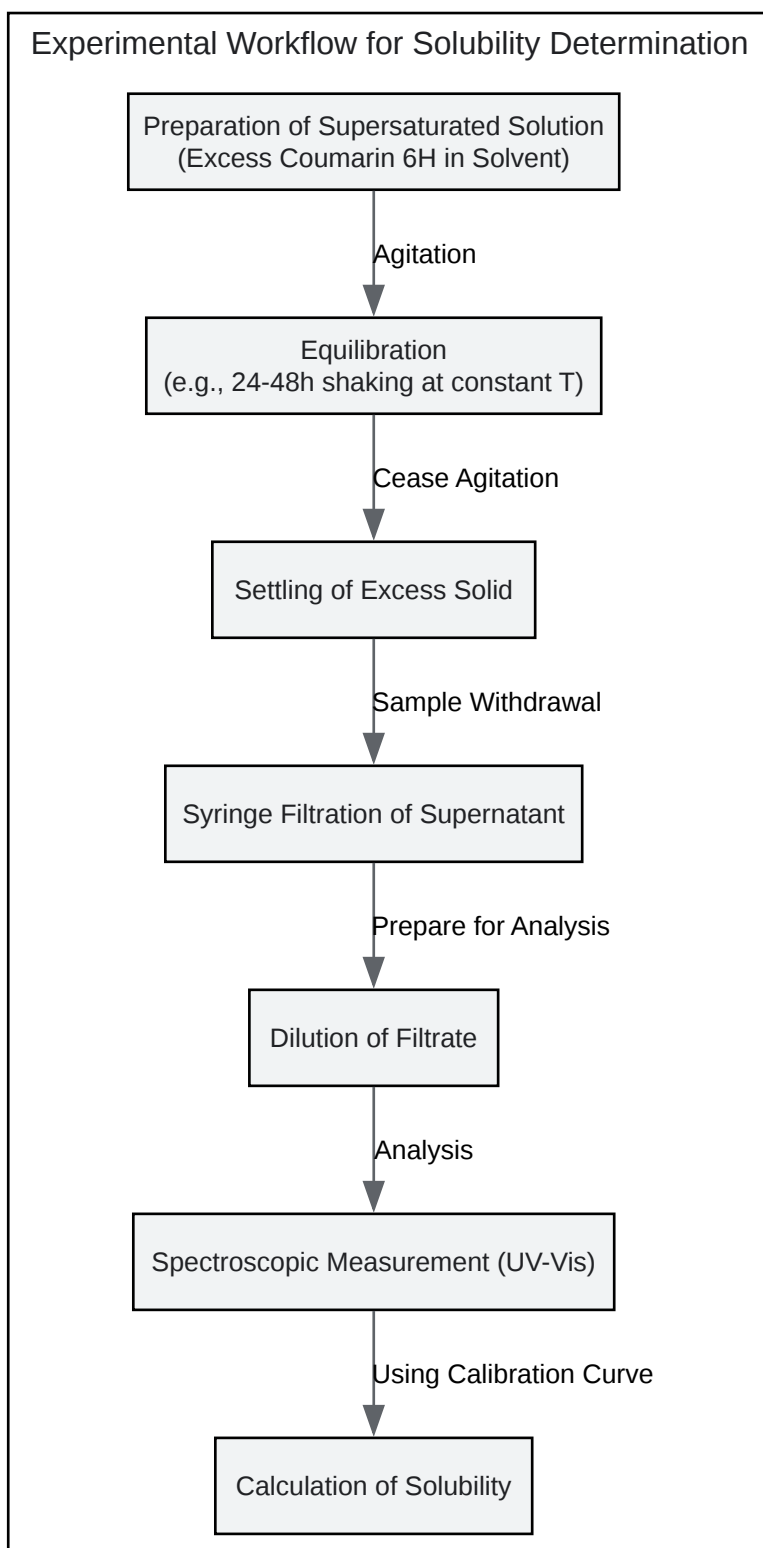 Experimental Workflow for Solubility Determination
Preparation of Supersaturated Solution
(Excess Coumarin 6H in Solvent)
Agitation
Equilibration
(e.g., 24-48h shaking at constant T)
Cease Agitation
Settling of Excess Solid
Sample Withdrawal
Syringe Filtration of Supernatant
Prepare for Analysis
Dilution of Filtrate
Analysis
Spectroscopic Measurement (UV-Vis)
Using Calibration Curve
Calculation of Solubility